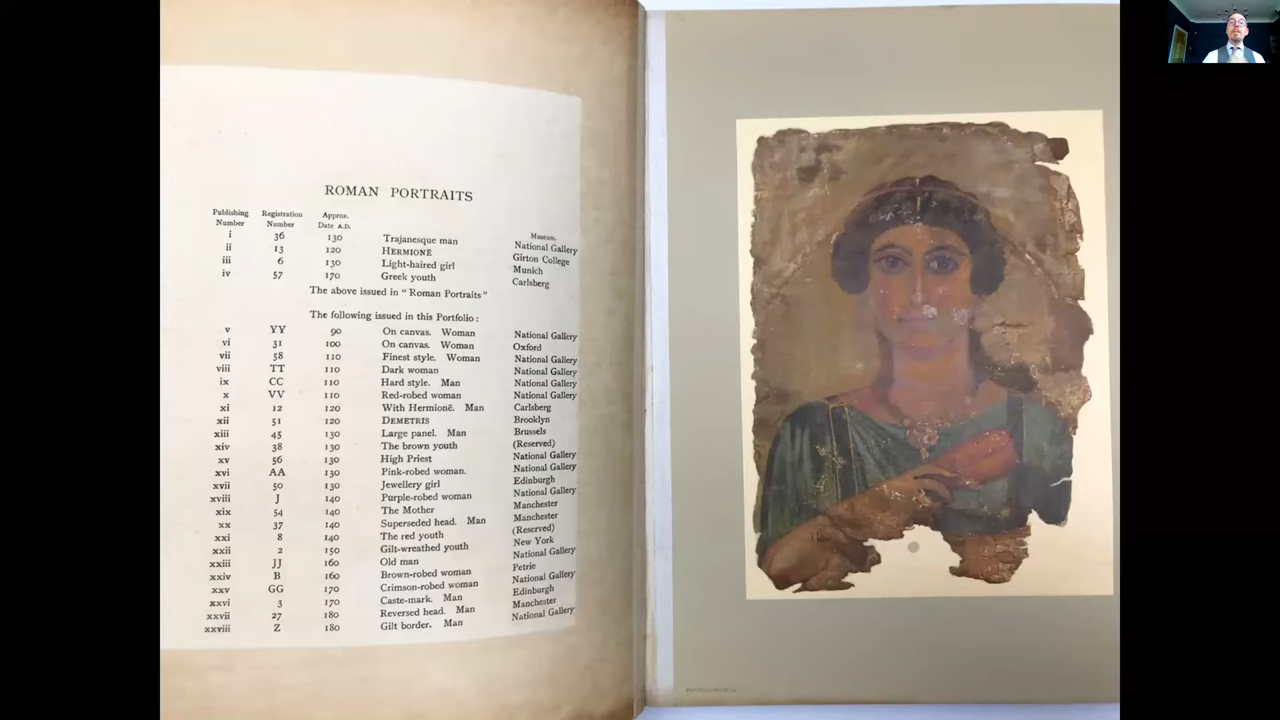 ROMAN PORTRAITS
Publishing Number Registration Number Approx. Date A.D. Museum.
i 36 130 Trajanesque man National Gallery
ii 13 120 HERMIONĒ Girton College
iii 6 130 Light-haired girl Munich
iv 57 170 Greek youth Carlsberg
The above issued in "Roman Portraits"
The following issued in this Portfolio:
v YY 90 On canvas. Woman National Gallery
vi 31 100 On canvas. Woman Oxford
vii 58 110 Finest style. Woman National Gallery
viii TT 110 Dark woman National Gallery
ix CC 110 Hard style. Man National Gallery
x VV 110 Red-robed woman National Gallery
xi 12 120 With Hermionē. Man Carlsberg
xii 51 120 DEMETRIS Brooklyn
xiii 45 130 Large panel. Man Brussels
xiv 38 130 The brown youth (Reserved)
xv 56 130 High Priest National Gallery
xvi AA 130 Pink-robed woman. National Gallery
xvii 50 130 Jewellery girl Edinburgh
xviii J 140 Purple-robed woman National Gallery
xix 54 140 The Mother Manchester
xx 37 140 Superseded head. Man Manchester
xxi 8 140 The red youth (Reserved)
xxii 2 150 Gilt-wreathed youth New York
xxiii JJ 160 Old man National Gallery
xxiv B 160 Brown-robed woman Petrie
xxv GG 170 Crimson-robed woman National Gallery
xxvi 3 170 Caste-mark. Man Edinburgh
xxvii 27 180 Reversed head. Man Manchester
xxviii Z 180 Gilt border. Man National Gallery